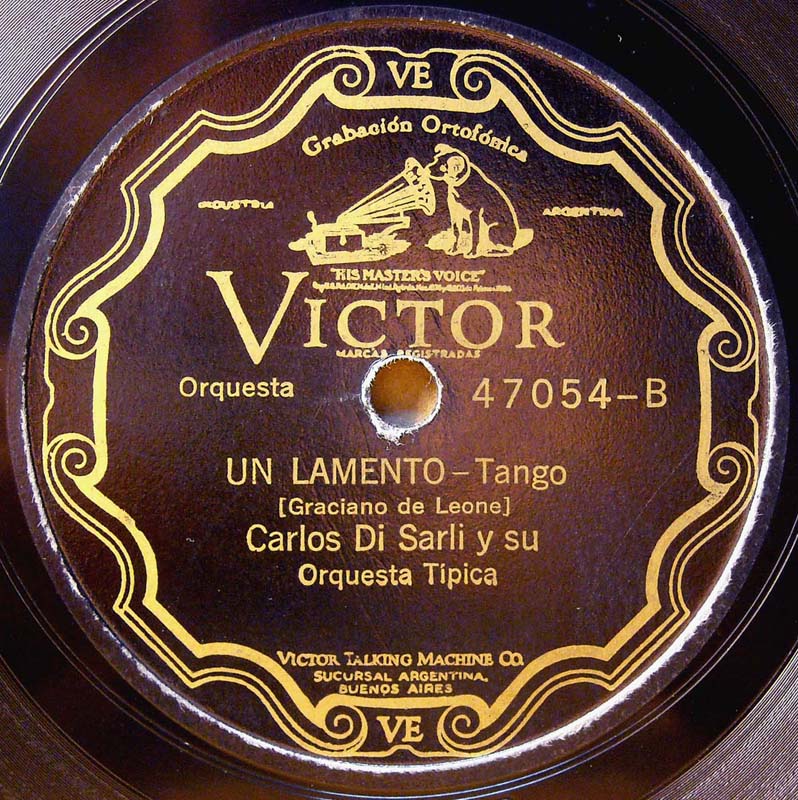 VE
Grabación Ortofónica
INDUSTRIA ARGENTINA
"HIS MASTER'S VOICE"
VICTOR
MARCAS REGISTRADAS
Orquesta 47054-B
UN LAMENTO - Tango
[Graciano de Leone]
Carlos Di Sarli y su
Orquesta Típica
VICTOR TALKING MACHINE CO.
SUCURSAL ARGENTINA,
BUENOS AIRES
VE